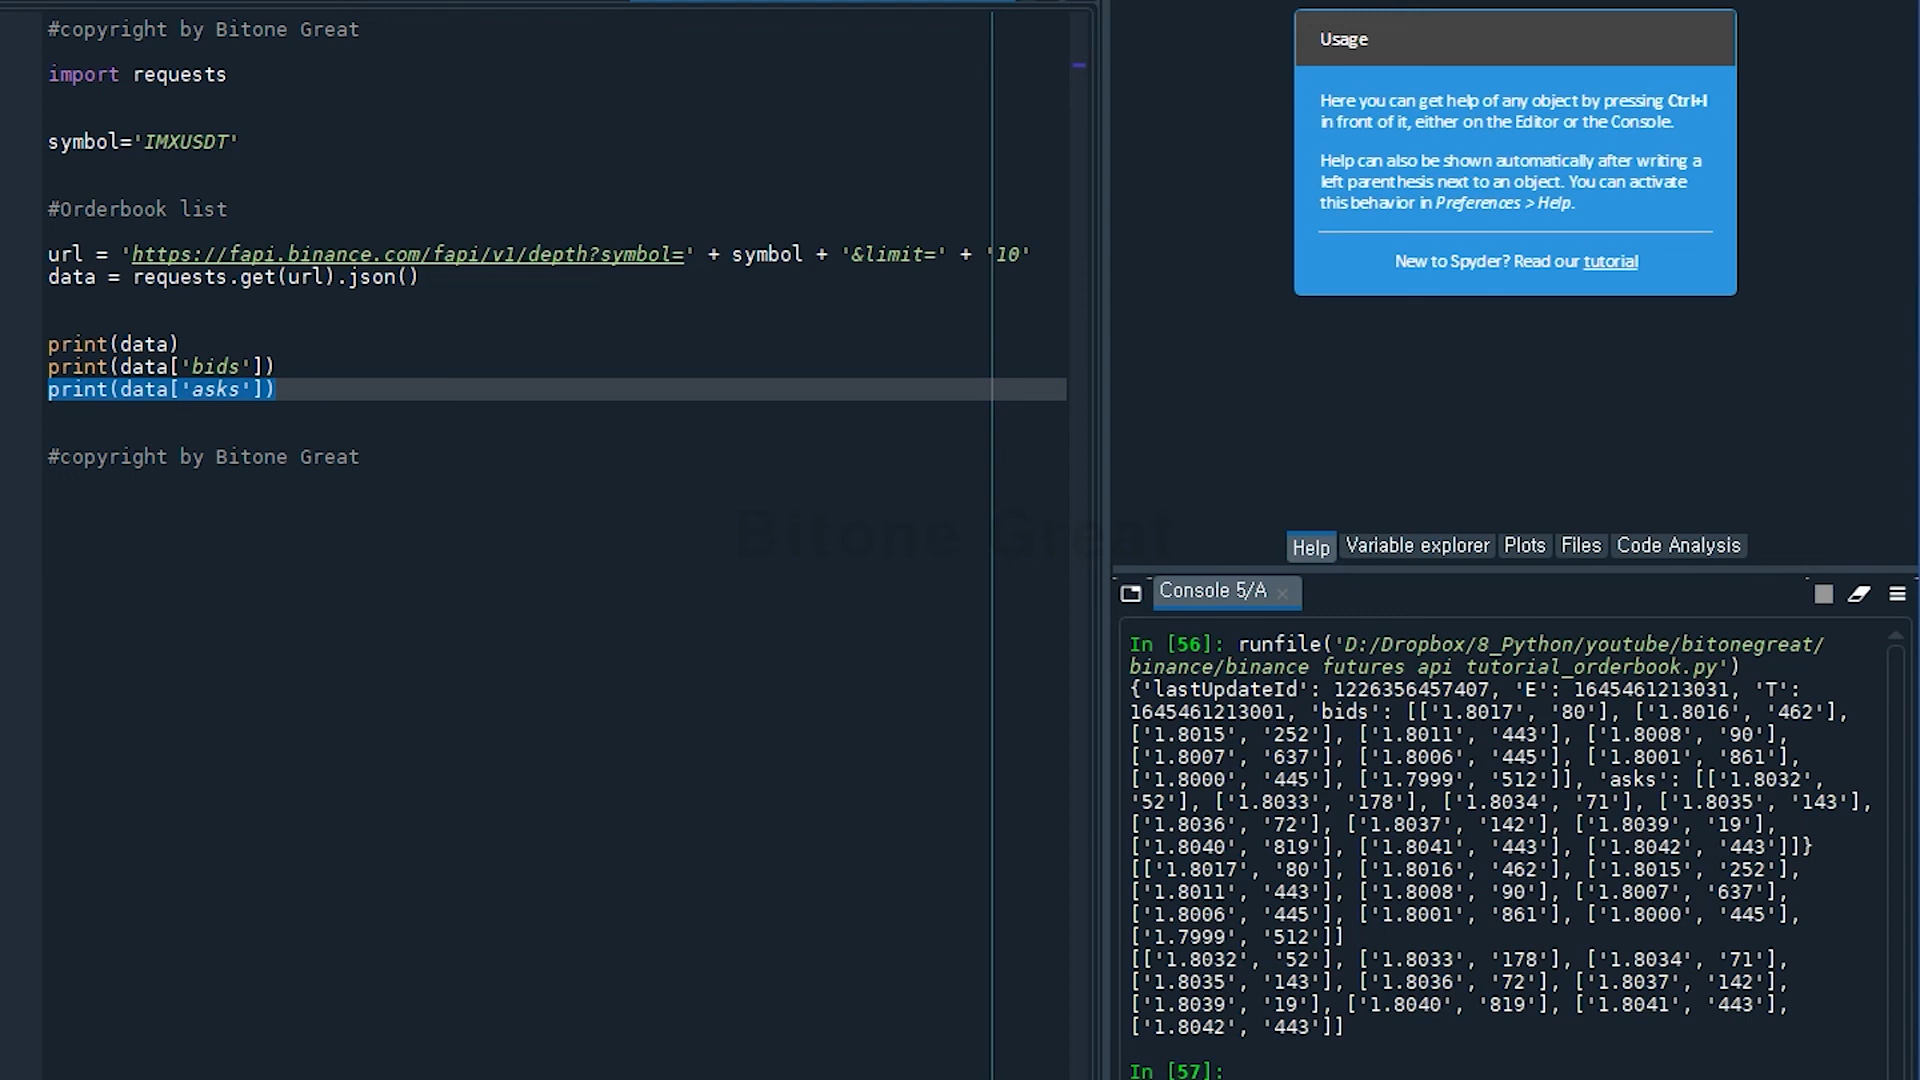 #copyright by Bitone Great
import requests
symbol='IMXUSDT'
#Orderbook list
url = 'https://fapi.binance.com/fapi/v1/depth?symbol=' + symbol + '&limit=' + '10'
data = requests.get(url).json()
print(data)
print(data['bids'])
print(data['asks'])
#copyright by Bitone Great
Bitone Great
Usage
Here you can get help of any object by pressing Ctrl+I
in front of it, either on the Editor or the Console.
Help can also be shown automatically after writing a
left parenthesis next to an object. You can activate
this behavior in Preferences > Help.
New to Spyder? Read our tutorial
Help Variable explorer Plots Files Code Analysis
Console 5/A
In [56]: runfile('D:/Dropbox/8_Python/youtube/bitonegreat/
binance/binance futures api tutorial_orderbook.py')
{'lastUpdateId': 1226356457407, 'E': 1645461213031, 'T':
1645461213001, 'bids': [['1.8017', '80'], ['1.8016', '462'],
['1.8015', '252'], ['1.8011', '443'], ['1.8008', '90'],
['1.8007', '637'], ['1.8006', '445'], ['1.8001', '861'],
['1.8000', '445'], ['1.7999', '512']], 'asks': [['1.8032',
'52'], ['1.8033', '178'], ['1.8034', '71'], ['1.8035', '143'],
['1.8036', '72'], ['1.8037', '142'], ['1.8039', '19'],
['1.8040', '819'], ['1.8041', '443'], ['1.8042', '443']]}
[['1.8017', '80'], ['1.8016', '462'], ['1.8015', '252'],
['1.8011', '443'], ['1.8008', '90'], ['1.8007', '637'],
['1.8006', '445'], ['1.8001', '861'], ['1.8000', '445'],
['1.7999', '512']]
[['1.8032', '52'], ['1.8033', '178'], ['1.8034', '71'],
['1.8035', '143'], ['1.8036', '72'], ['1.8037', '142'],
['1.8039', '19'], ['1.8040', '819'], ['1.8041', '443'],
['1.8042', '443']]
In [57]: